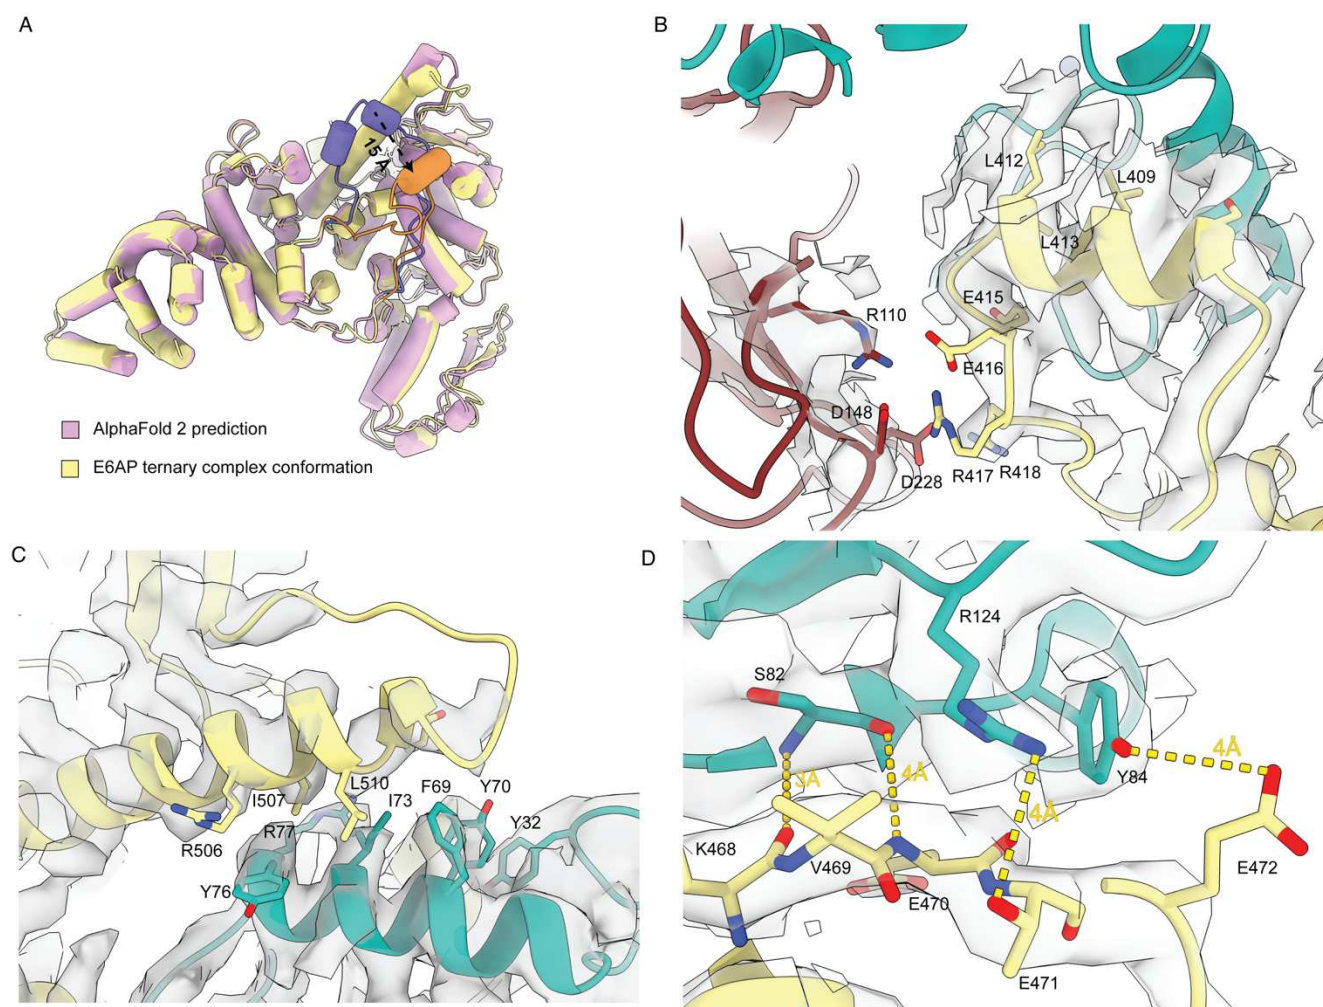 A
15 Å
AlphaFold 2 prediction
E6AP ternary complex conformation
B
L412
L409
L413
E415
R110
E416
D148
D228
R417
R418
C
L510
I507
I73
F69
Y70
R506
R77
Y32
Y76
D
R124
S82
4Å
3Å
4Å
Y84
4Å
K468
V469
E472
E470
E471